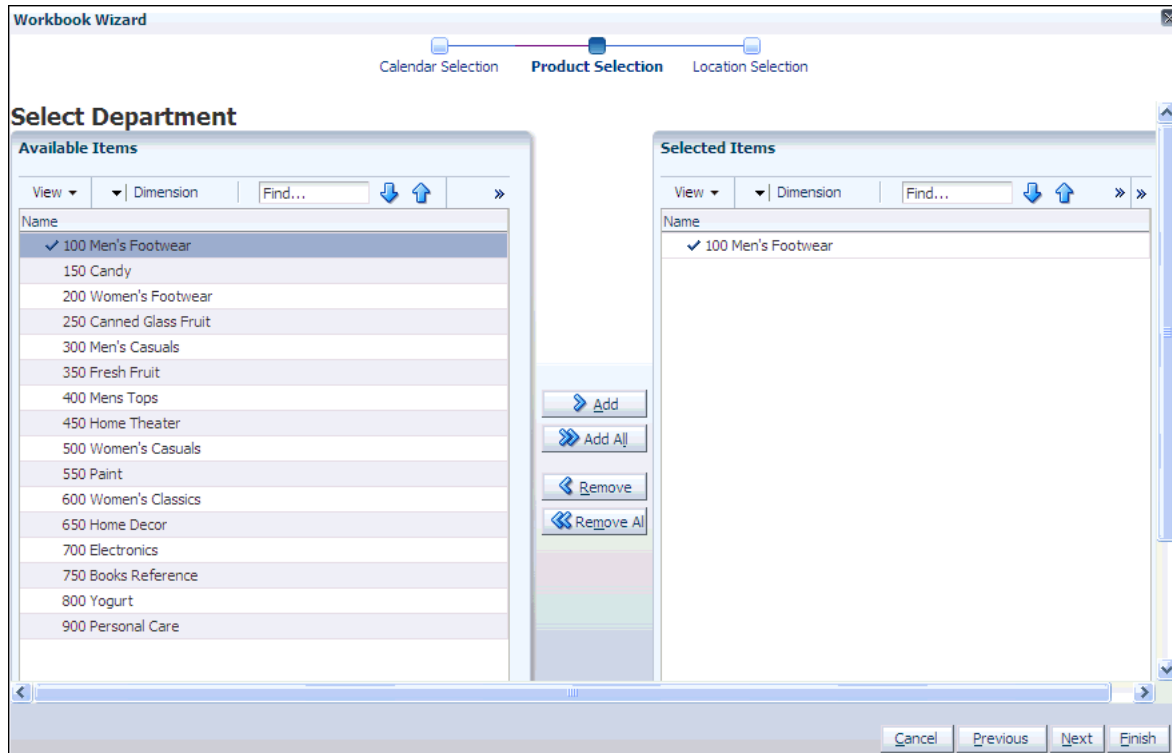 Workbook Wizard
Calendar Selection Product Selection Location Selection
Select Department
Available Items
View Dimension Find... »
Name
100 Men's Footwear
150 Candy
200 Women's Footwear
250 Canned Glass Fruit
300 Men's Casuals
350 Fresh Fruit
400 Mens Tops
450 Home Theater
500 Women's Casuals
550 Paint
600 Women's Classics
650 Home Decor
700 Electronics
750 Books Reference
800 Yogurt
900 Personal Care
Add
Add All
Remove
Remove Al
Selected Items
View Dimension Find... » »
Name
100 Men's Footwear
Cancel Previous Next Finish